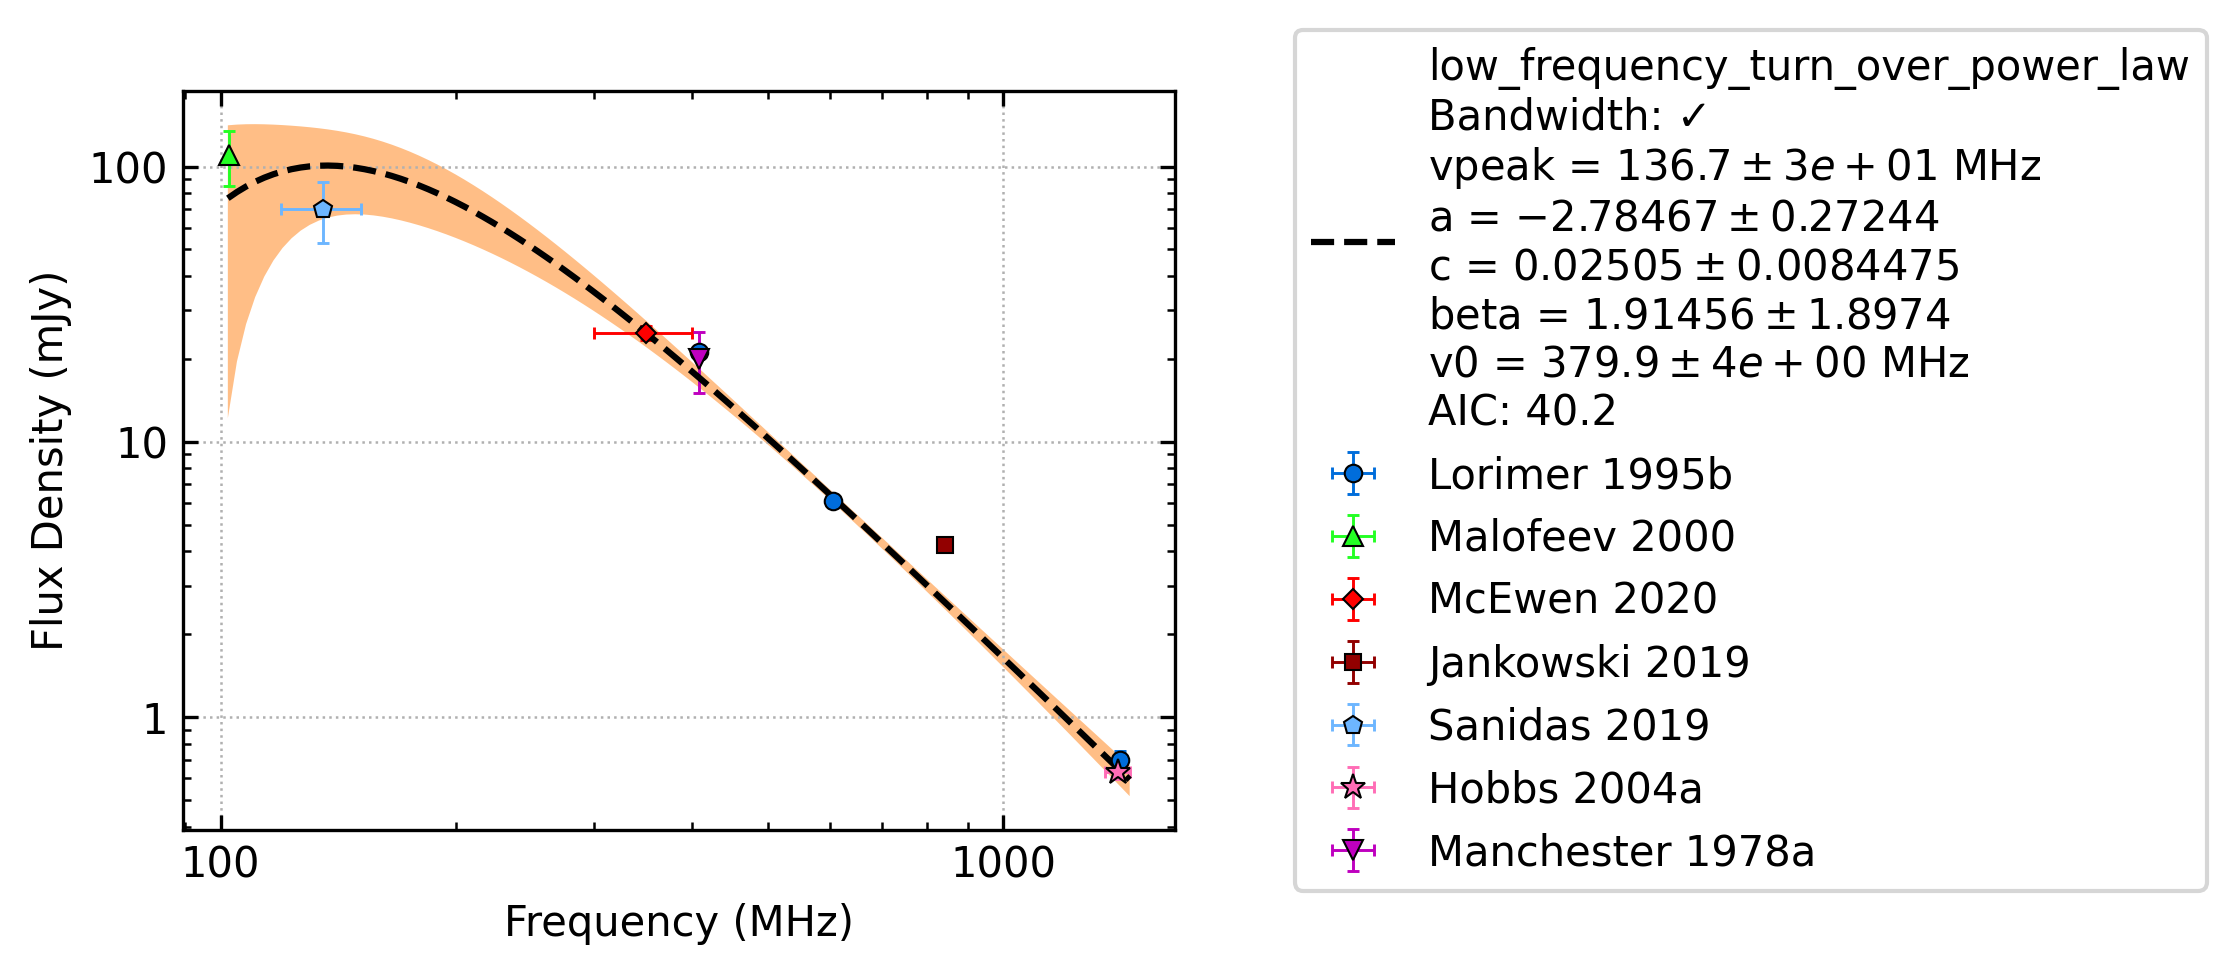 100
10
1
Flux Density (mJy)
100
1000
Frequency (MHz)
low_frequency_turn_over_power_law
Bandwidth: ✓
vpeak = 136.7 ± 3e + 01 MHz
a = −2.78467 ± 0.27244
c = 0.02505 ± 0.0084475
beta = 1.91456 ± 1.8974
v0 = 379.9 ± 4e + 00 MHz
AIC: 40.2
Lorimer 1995b
Malofeev 2000
McEwen 2020
Jankowski 2019
Sanidas 2019
Hobbs 2004a
Manchester 1978a